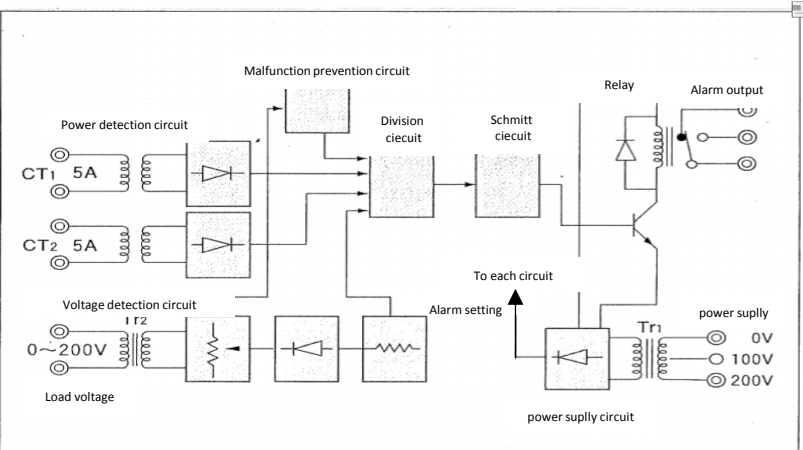 Malfunction prevention circuit
Relay
Alarm output
Power detection circuit
Division
ciecuit
Schmitt
ciecuit
CT1 5A
CT2 5A
To each circuit
Voltage detection circuit
Alarm setting
power suplly
Tr2
Tr1
0V
0~200V
100V
200V
Load voltage
power suplly circuit